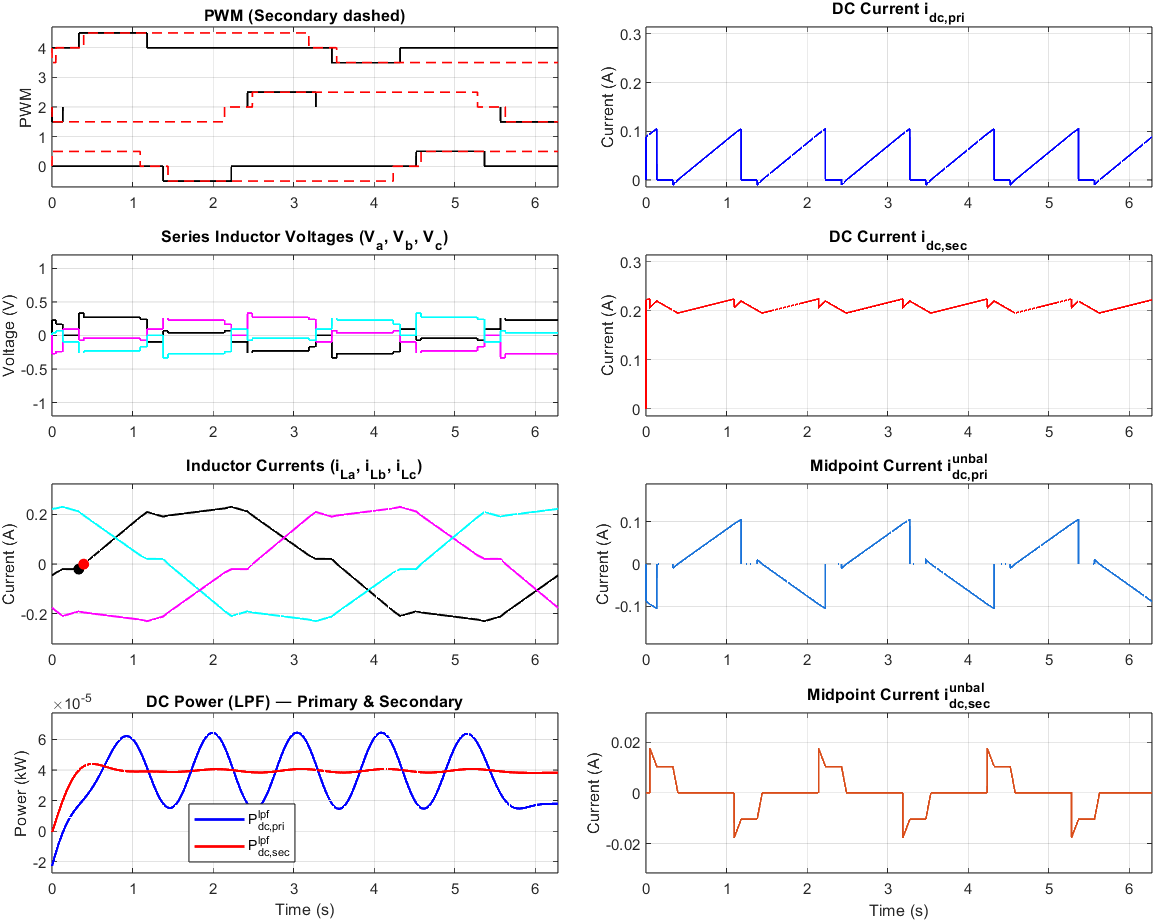 PWM (Secondary dashed)
PWM
4
3
2
1
0
0 1 2 3 4 5 6
DC Current i_dc,pri
Current (A)
0.3
0.2
0.1
0
0 1 2 3 4 5 6
Series Inductor Voltages (V_a, V_b, V_c)
Voltage (V)
1
0.5
0
-0.5
-1
0 1 2 3 4 5 6
DC Current i_dc,sec
Current (A)
0.3
0.2
0.1
0
0 1 2 3 4 5 6
Inductor Currents (i_La, i_Lb, i_Lc)
Current (A)
0.2
0
-0.2
0 1 2 3 4 5 6
Midpoint Current i^unbal_dc,pri
Current (A)
0.1
0
-0.1
0 1 2 3 4 5 6
DC Power (LPF) — Primary & Secondary
×10^-5
Power (kW)
6
4
2
0
-2
P^lpf_dc,pri
P^lpf_dc,sec
0 1 2 3 4 5 6
Time (s)
Midpoint Current i^unbal_dc,sec
Current (A)
0.02
0
-0.02
0 1 2 3 4 5 6
Time (s)